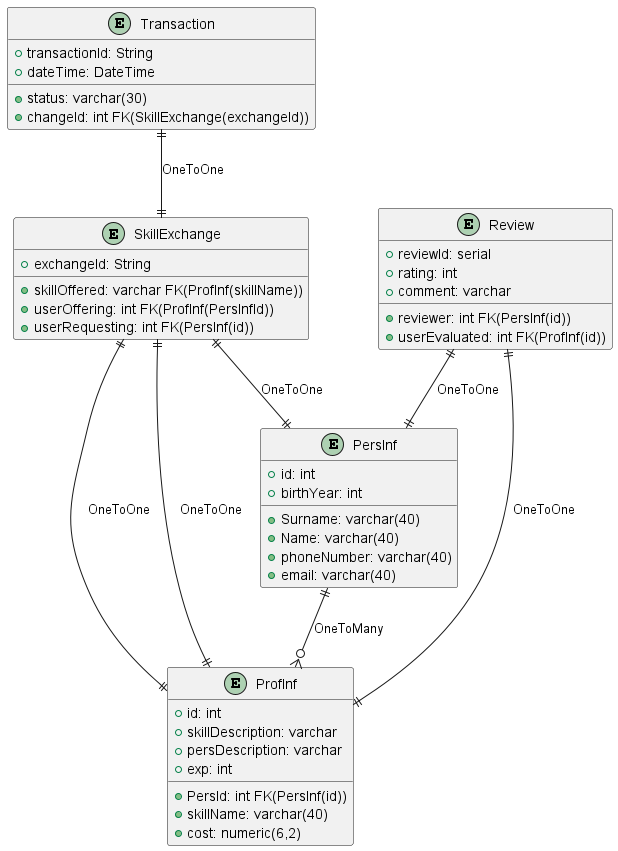 E Transaction
transactionId: String
dateTime: DateTime
status: varchar(30)
changeId: int FK(SkillExchange(exchangeId))
OneToOne
E SkillExchange
exchangeId: String
skillOffered: varchar FK(ProfInf(skillName))
userOffering: int FK(ProfInf(PersInfId))
userRequesting: int FK(PersInf(id))
E Review
reviewId: serial
rating: int
comment: varchar
reviewer: int FK(PersInf(id))
userEvaluated: int FK(ProfInf(id))
OneToOne
OneToOne
E PersInf
id: int
birthYear: int
Surname: varchar(40)
Name: varchar(40)
phoneNumber: varchar(40)
email: varchar(40)
OneToOne
OneToOne
OneToOne
OneToMany
E ProfInf
id: int
skillDescription: varchar
persDescription: varchar
exp: int
PersId: int FK(PersInf(id))
skillName: varchar(40)
cost: numeric(6,2)